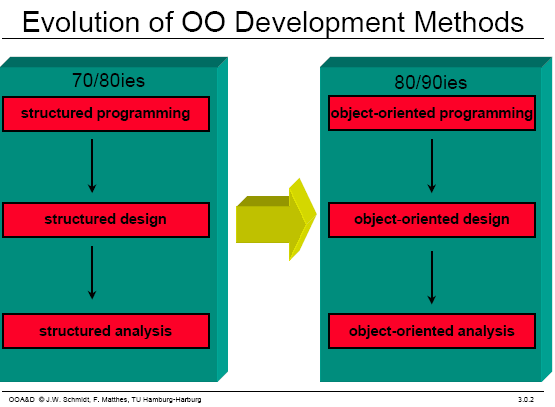 Evolution of OO Development Methods
70/80ies
structured programming
structured design
structured analysis
80/90ies
object-oriented programming
object-oriented design
object-oriented analysis
OOA&D © J.W. Schmidt, F. Matthes, TU Hamburg-Harburg
3.0.2